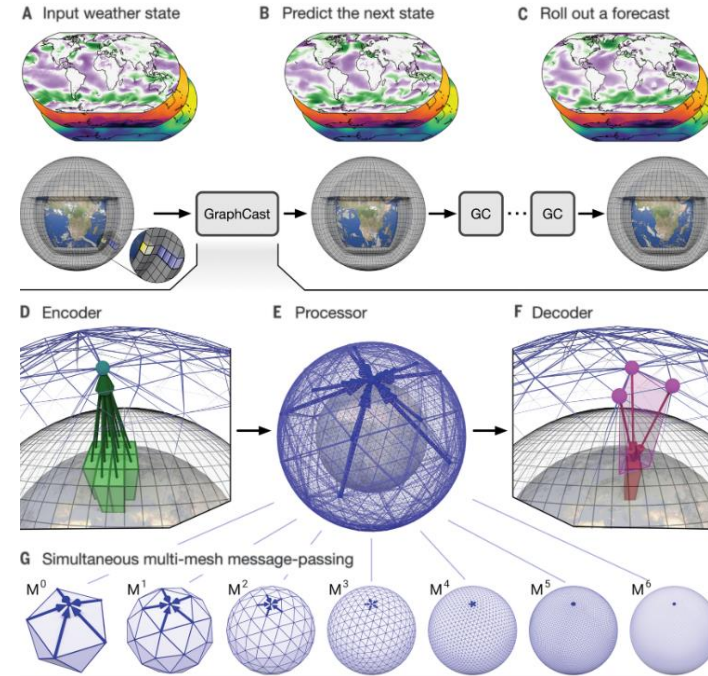 A Input weather state
B Predict the next state
C Roll out a forecast
GraphCast
GC
...
GC
D Encoder
E Processor
F Decoder
G Simultaneous multi-mesh message-passing
M0
M1
M2
M3
M4
M5
M6